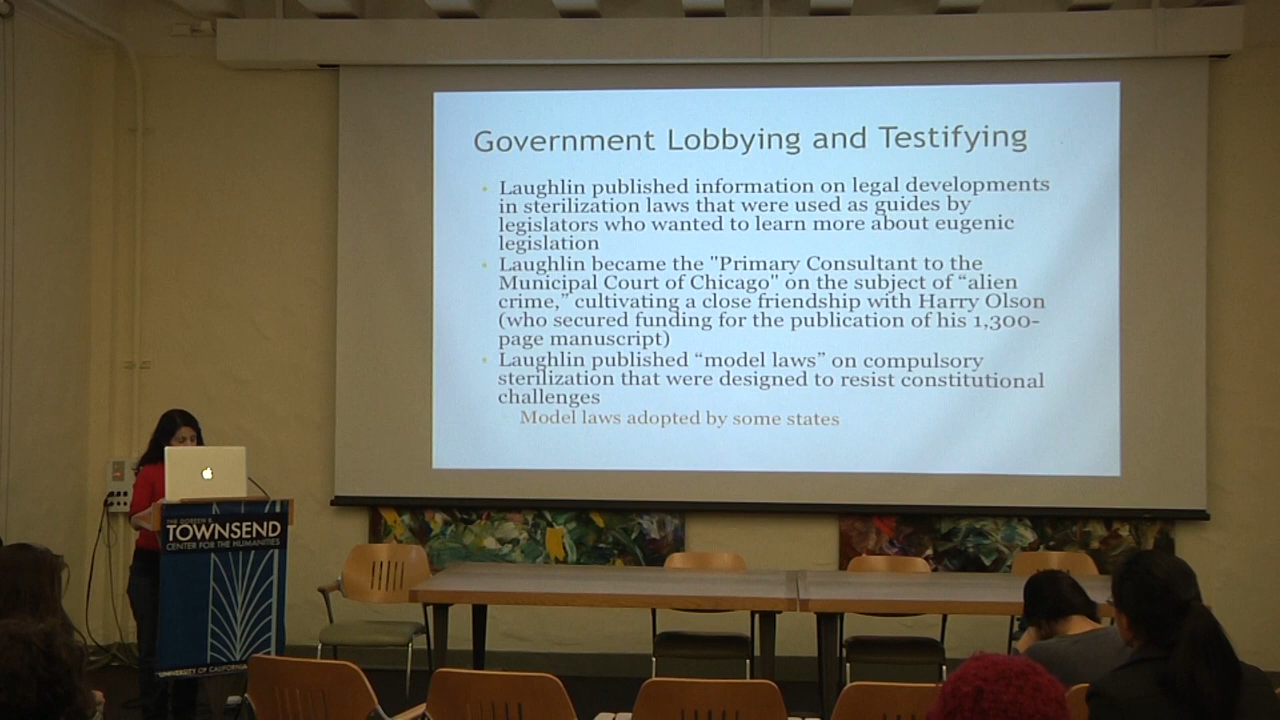 Government Lobbying and Testifying
Laughlin published information on legal developments
in sterilization laws that were used as guides by
legislators who wanted to learn more about eugenic
legislation
Laughlin became the "Primary Consultant to the
Municipal Court of Chicago" on the subject of “alien
crime,” cultivating a close friendship with Harry Olson
(who secured funding for the publication of his 1,300-
page manuscript)
Laughlin published “model laws” on compulsory
sterilization that were designed to resist constitutional
challenges
Model laws adopted by some states
THE DOREEN B.
TOWNSEND
CENTER FOR THE HUMANITIES
UNIVERSITY OF CALIFORNIA